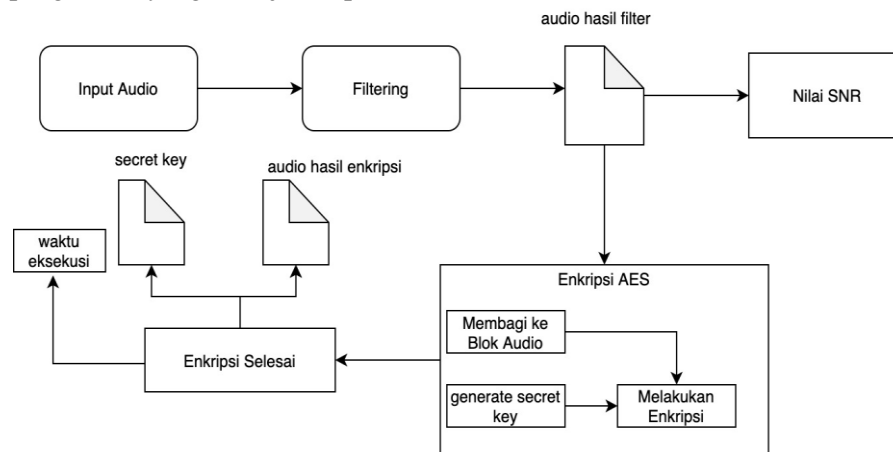 audio hasil filter
Input Audio
Filtering
Nilai SNR
secret key
audio hasil enkripsi
waktu
eksekusi
Enkripsi AES
Membagi ke
Blok Audio
Enkripsi Selesai
generate secret
key
Melakukan
Enkripsi